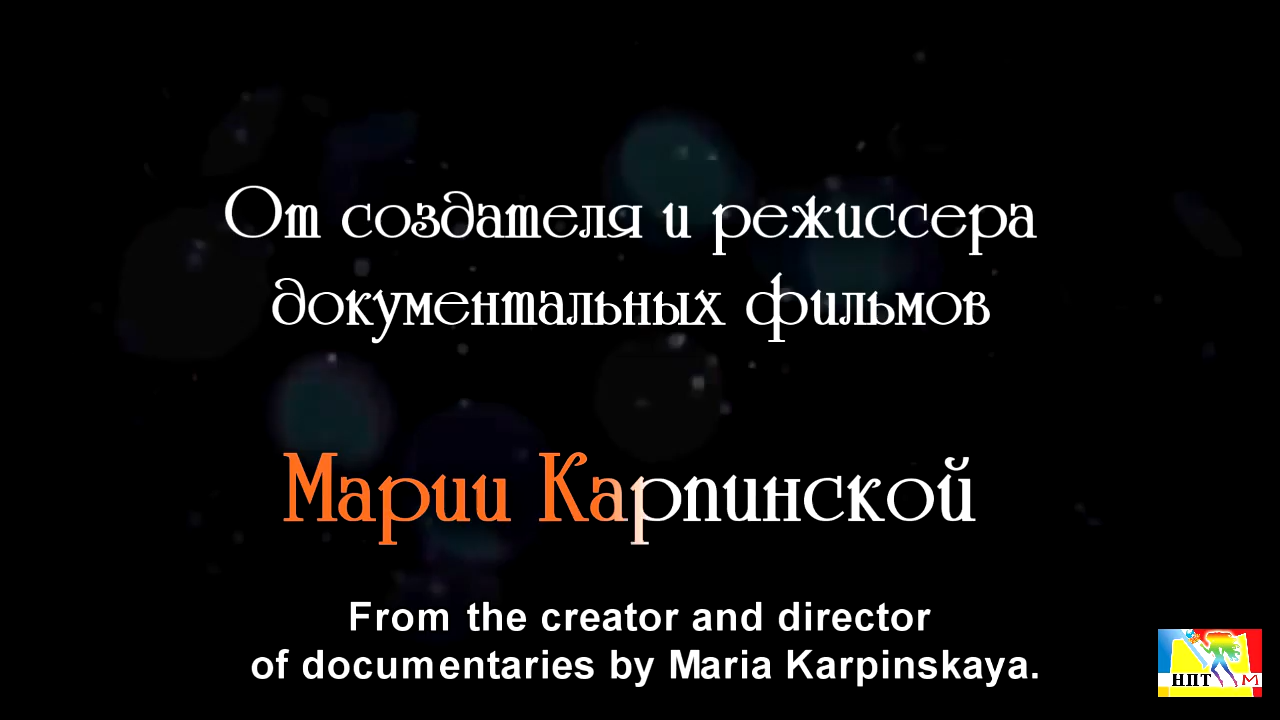 От создателя и режиссера
документальных фильмов
Марии Карпинской
From the creator and director
of documentaries by Maria Karpinskaya.
НПТ М